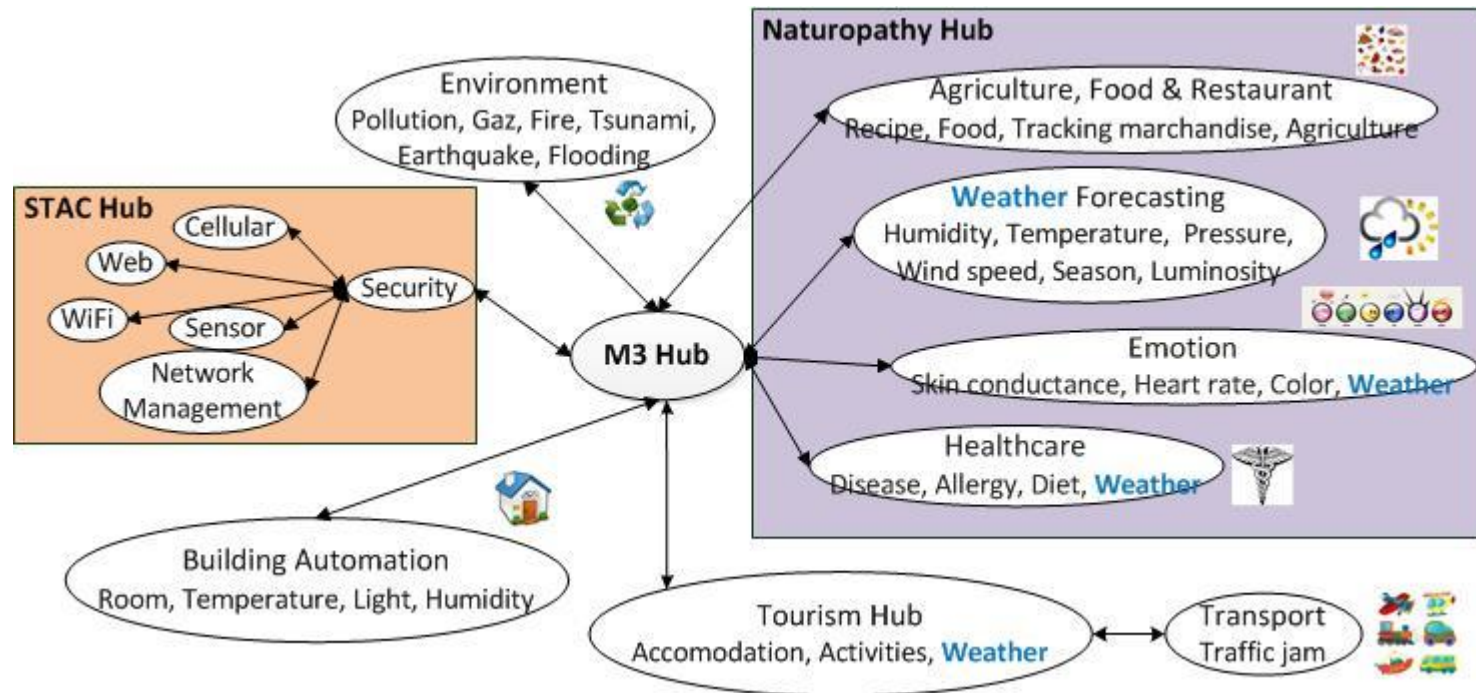 Naturopathy Hub
Environment
Pollution, Gaz, Fire, Tsunami,
Earthquake, Flooding
Agriculture, Food & Restaurant
Recipe, Food, Tracking marchandise, Agriculture
STAC Hub
Cellular
Web
WiFi
Sensor
Network
Management
Security
M3 Hub
Weather Forecasting
Humidity, Temperature, Pressure,
Wind speed, Season, Luminosity
Emotion
Skin conductance, Heart rate, Color, Weather
Healthcare
Disease, Allergy, Diet, Weather
Building Automation
Room, Temperature, Light, Humidity
Tourism Hub
Accomodation, Activities, Weather
Transport
Traffic jam